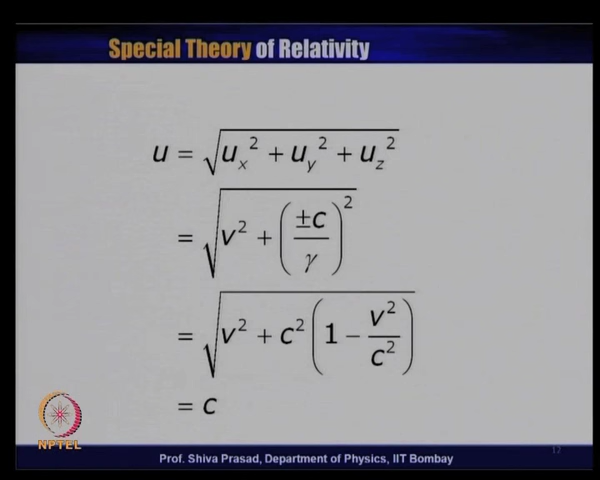 Special Theory of Relativity
u = √(u_x² + u_y² + u_z²)
= √(v² + (±c/γ)²)
= √(v² + c²(1 − v²/c²))
= c
NPTEL
Prof. Shiva Prasad, Department of Physics, IIT Bombay
17